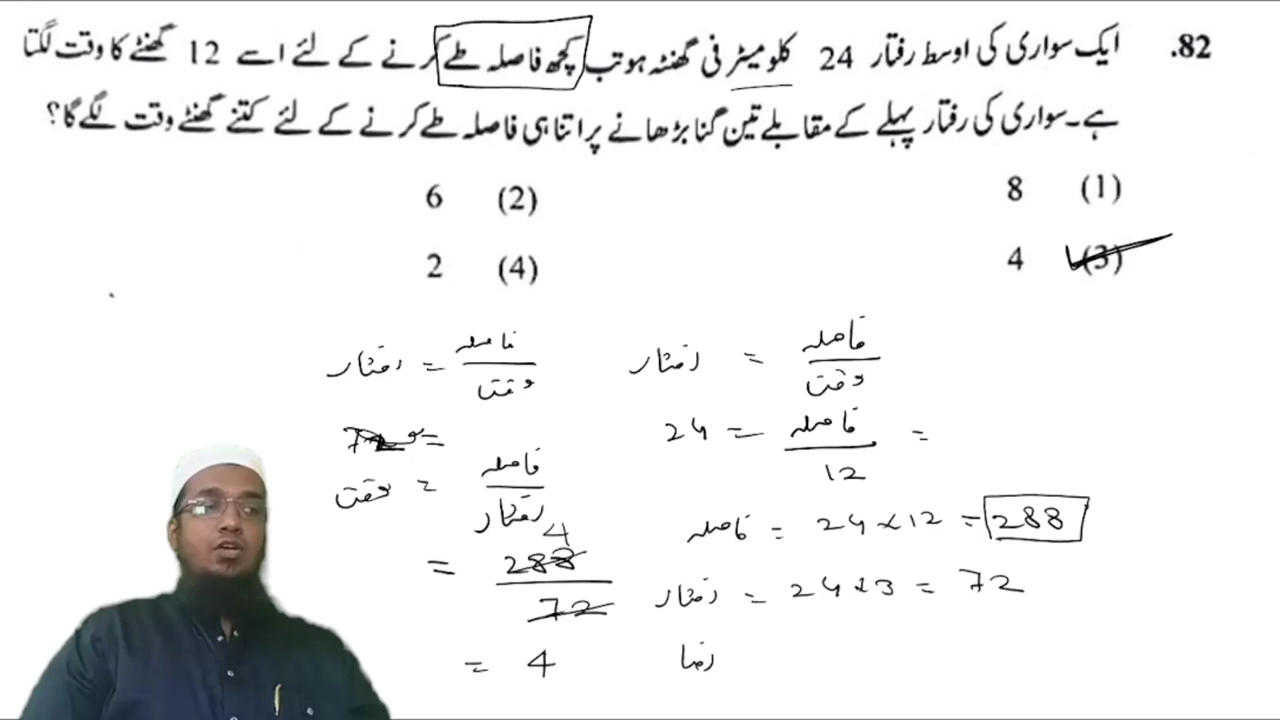 82. ایک سواری کی اوسط رفتار 24 کلومیٹر فی گھنٹہ ہو تب کچھ فاصلہ طے کرنے کے لئے اسے 12 گھنٹے کا وقت لگتا
ہے۔ سواری کی رفتار پہلے کے مقابلے تین گنا بڑھانے پر اتنا ہی فاصلہ طے کرنے کے لئے کتنے گھنٹے وقت لگے گا؟
(1) 8 (2) 6
(3) 4 (4) 2
رفتار = فاصلہ / وقت
24 = فاصلہ / 12 =
فاصلہ = 24 × 12 = 288
رفتار = 24 × 3 = 72
رفتار = فاصلہ / وقت
72 =
وقت = فاصلہ / رفتار
= 288 / 72 4
= 4